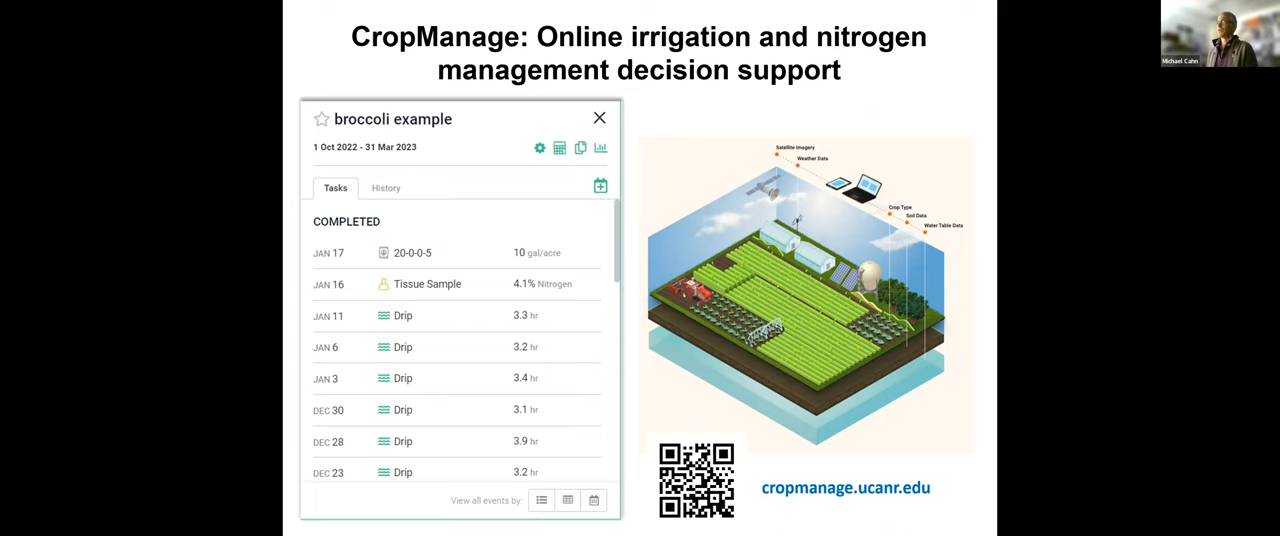 CropManage: Online irrigation and nitrogen
management decision support
Michael Cahn
broccoli example
1 Oct 2022 - 31 Mar 2023
Tasks
History
COMPLETED
JAN 17 20-0-0-5 10 gal/acre
JAN 16 Tissue Sample 4.1% Nitrogen
JAN 11 Drip 3.3 hr
JAN 6 Drip 3.2 hr
JAN 3 Drip 3.4 hr
DEC 30 Drip 3.1 hr
DEC 28 Drip 3.9 hr
DEC 23 Drip 3.2 hr
View all events by:
Satellite Imagery
Weather Data
Crop Type
Soil Data
Water Table Data
cropmanage.ucanr.edu